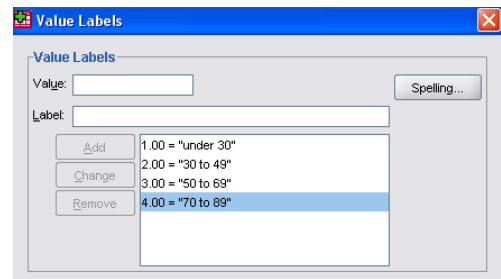 Value Labels
Value Labels
Value:
Spelling...
Label:
Add
1.00 = "under 30"
Change
2.00 = "30 to 49"
3.00 = "50 to 69"
Remove
4.00 = "70 to 89"